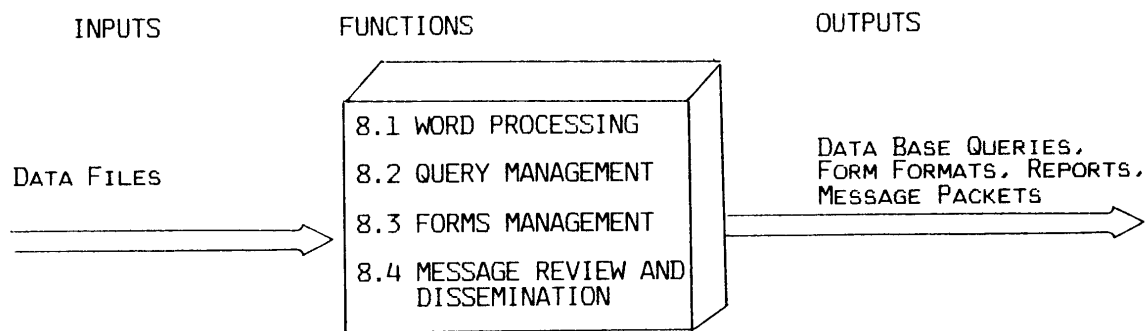 INPUTS FUNCTIONS OUTPUTS
DATA FILES
8.1 WORD PROCESSING
8.2 QUERY MANAGEMENT
8.3 FORMS MANAGEMENT
8.4 MESSAGE REVIEW AND
DISSEMINATION
DATA BASE QUERIES,
FORM FORMATS, REPORTS,
MESSAGE PACKETS